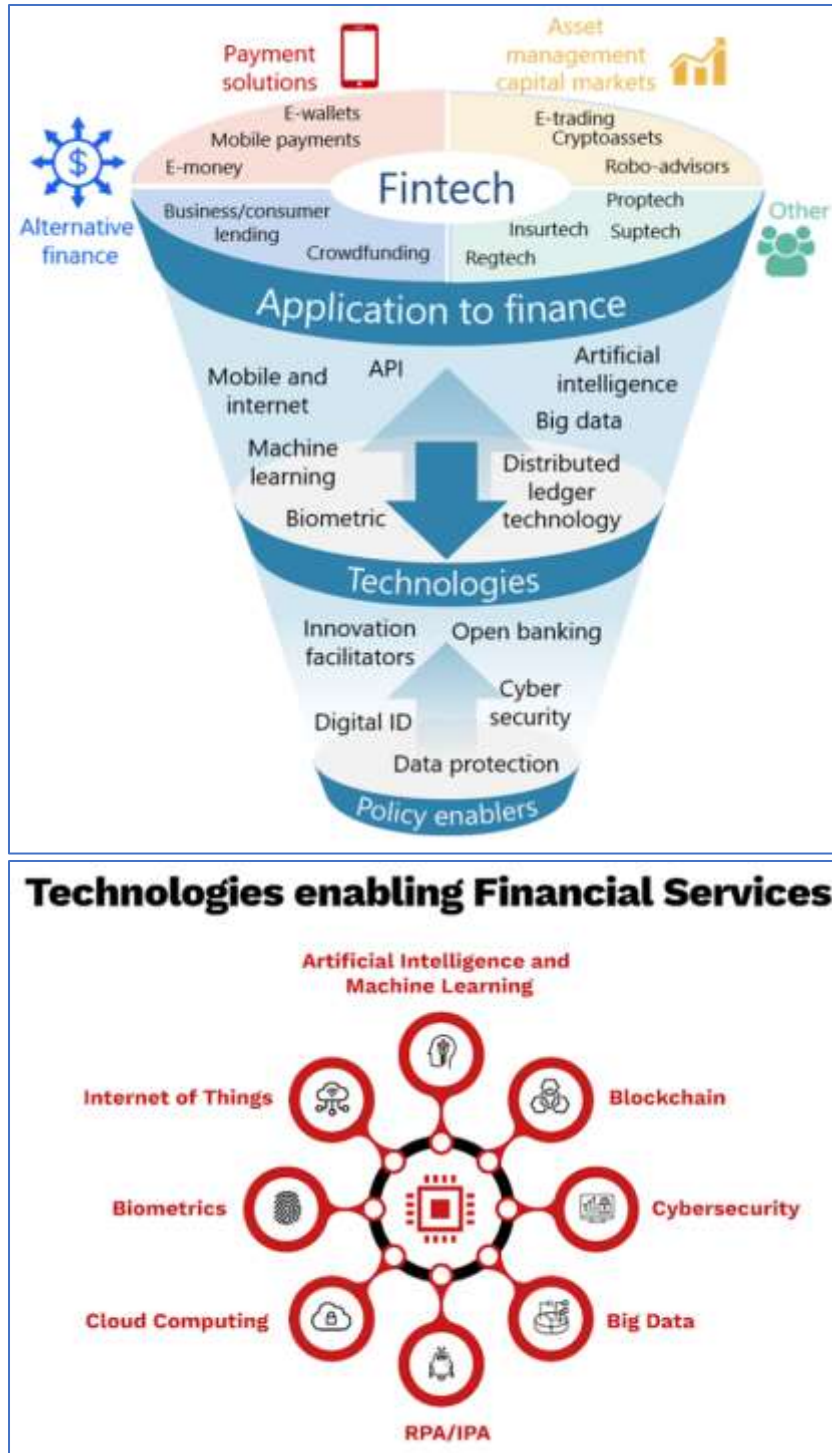 Payment
solutions
Asset
management
capital markets
E-wallets
Mobile payments
E-money
E-trading
Cryptoassets
Robo-advisors
Fintech
Alternative
finance
Business/consumer
lending
Crowdfunding
Proptech
Insurtech
Suptech
Regtech
Other
$
Application to finance
Mobile and
internet
API
Artificial
intelligence
Big data
Machine
learning
Biometric
Distributed
ledger
technology
Technologies
Innovation
facilitators
Open banking
Digital ID
Cyber
security
Data protection
Policy enablers
Technologies enabling Financial Services
Artificial Intelligence and
Machine Learning
Internet of Things
Blockchain
Biometrics
Cybersecurity
Cloud Computing
Big Data
RPA/IPA